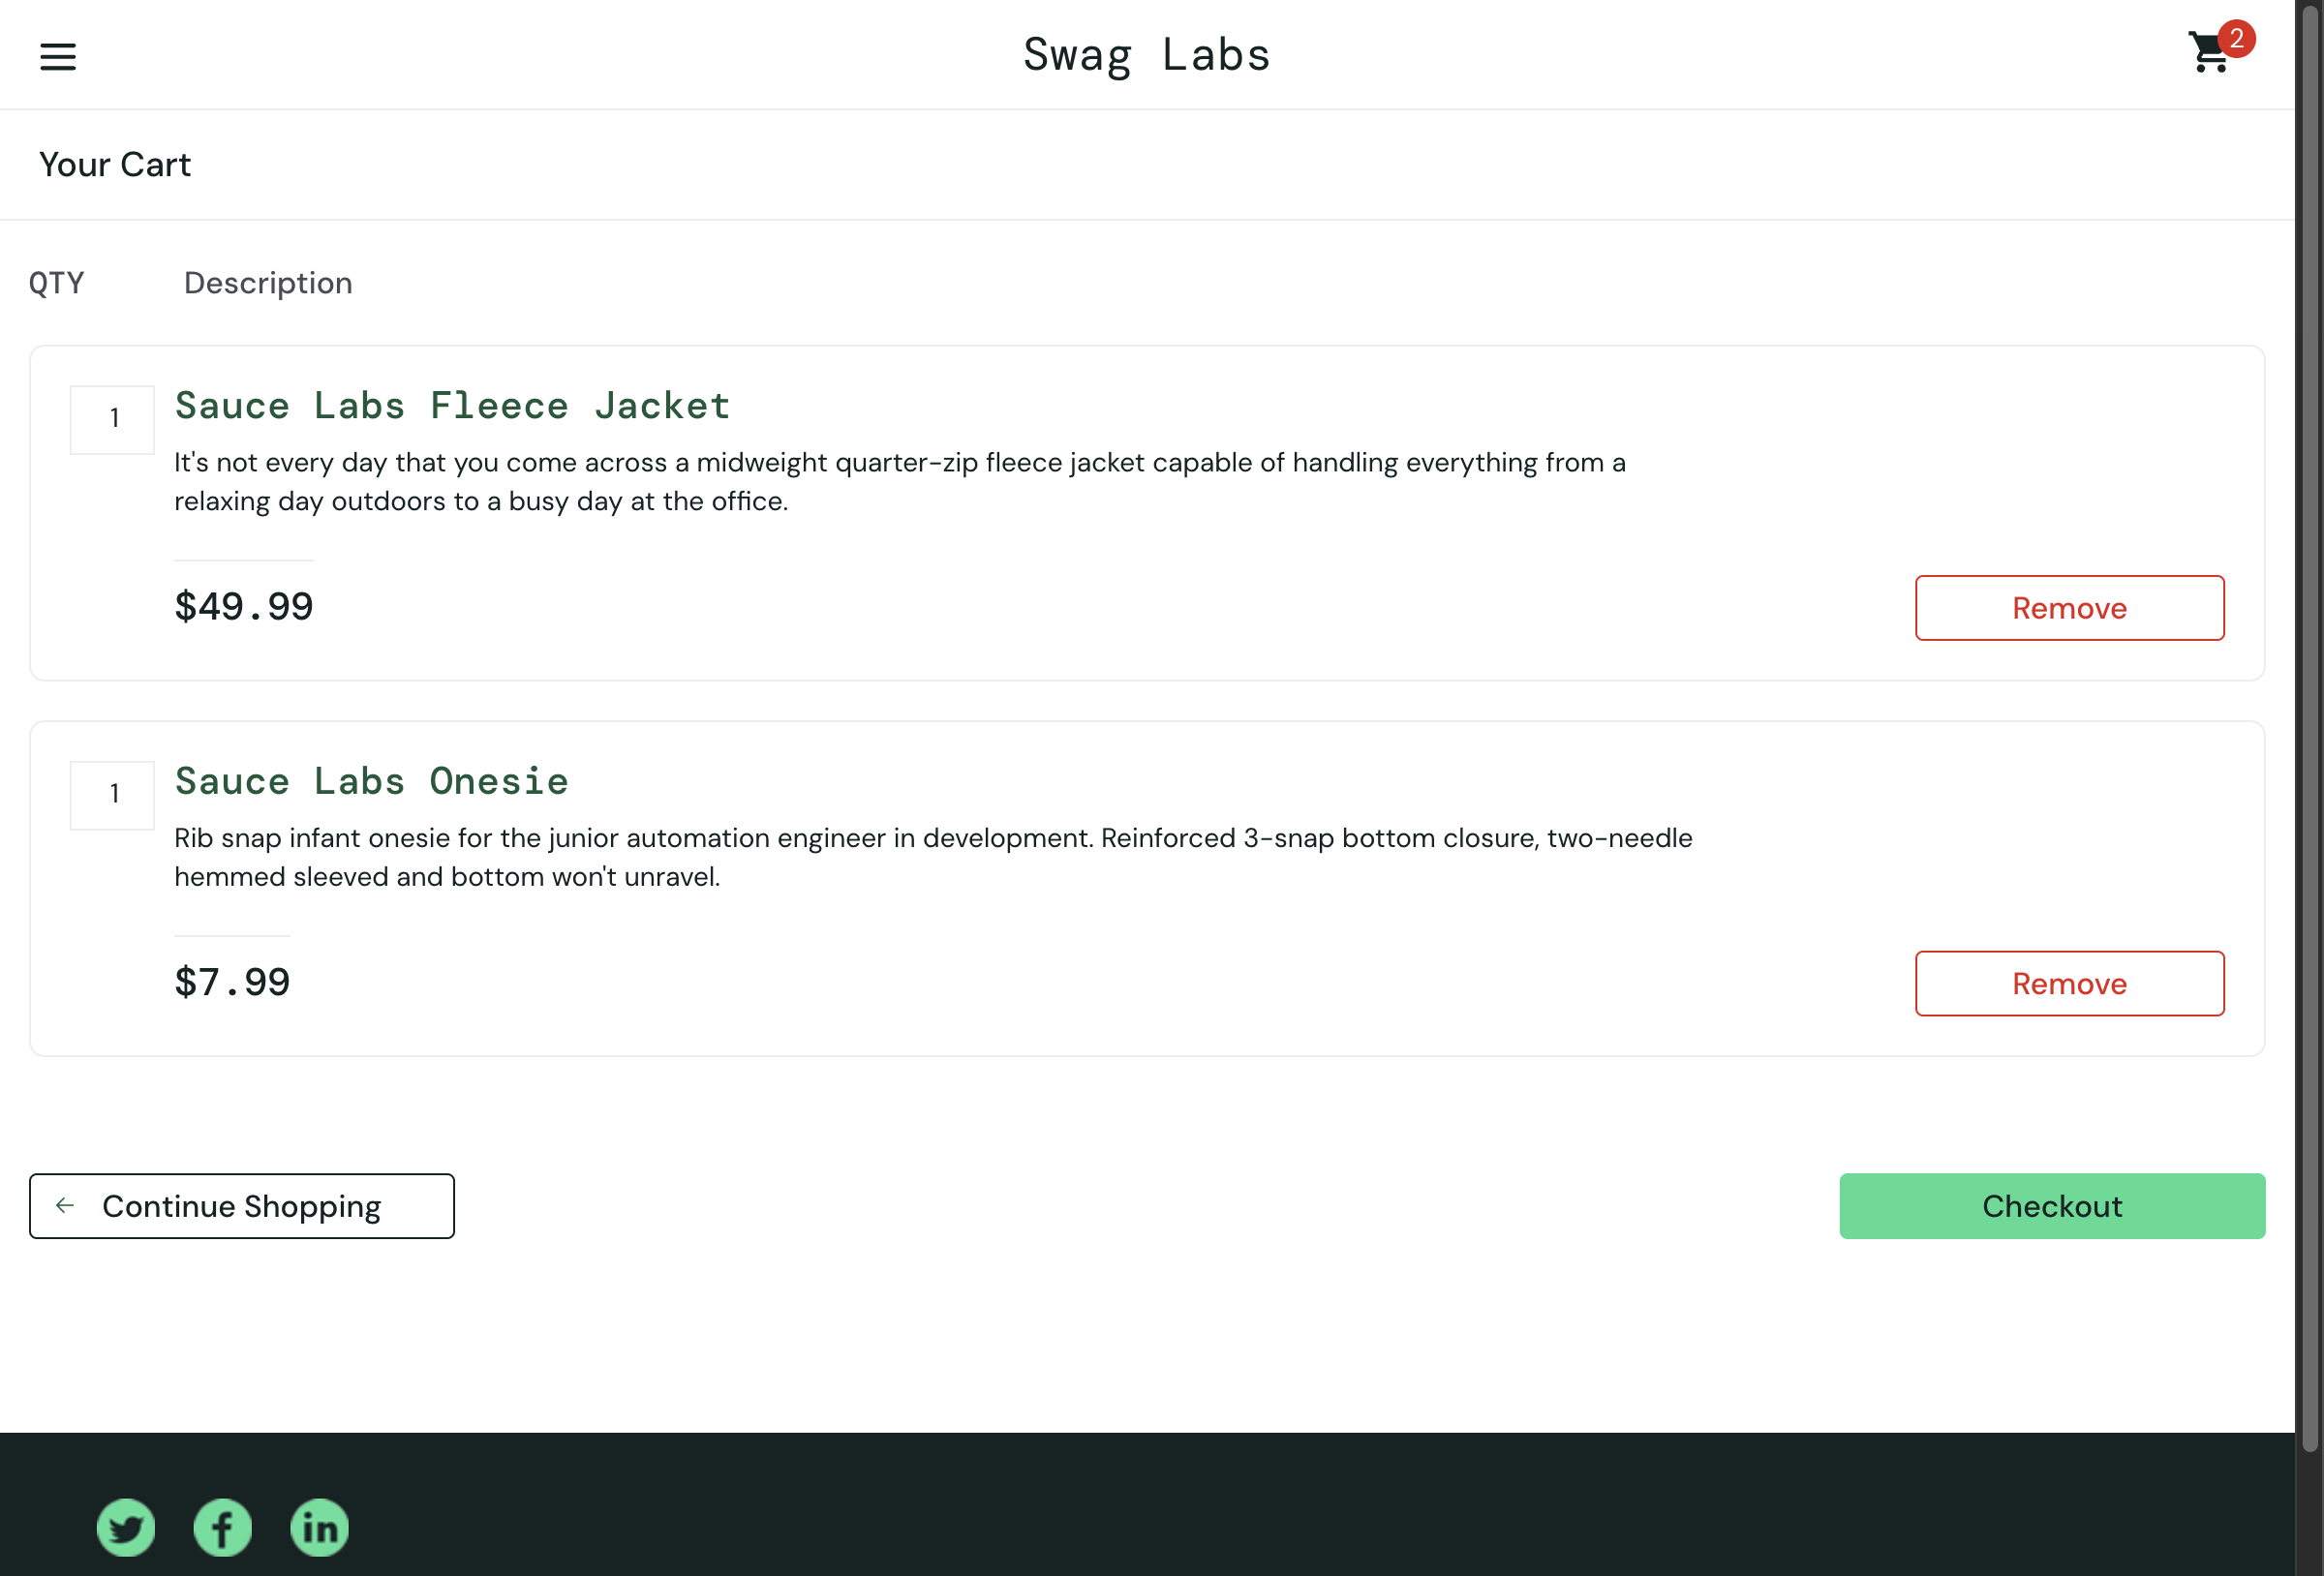 Swag Labs
2
Your Cart
QTY Description
1
Sauce Labs Fleece Jacket
It's not every day that you come across a midweight quarter-zip fleece jacket capable of handling everything from a
relaxing day outdoors to a busy day at the office.
$49.99
Remove
1
Sauce Labs Onesie
Rib snap infant onesie for the junior automation engineer in development. Reinforced 3-snap bottom closure, two-needle
hemmed sleeved and bottom won't unravel.
$7.99
Remove
Continue Shopping
Checkout
f
in